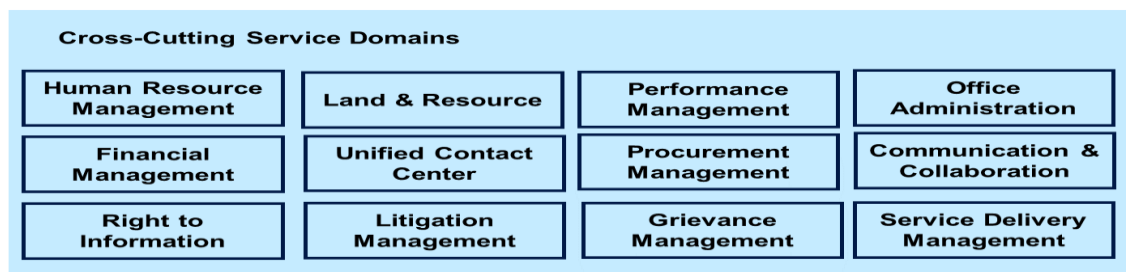 Cross-Cutting Service Domains
Human Resource
Management
Land & Resource
Performance
Management
Office
Administration
Financial
Management
Unified Contact
Center
Procurement
Management
Communication &
Collaboration
Right to
Information
Litigation
Management
Grievance
Management
Service Delivery
Management